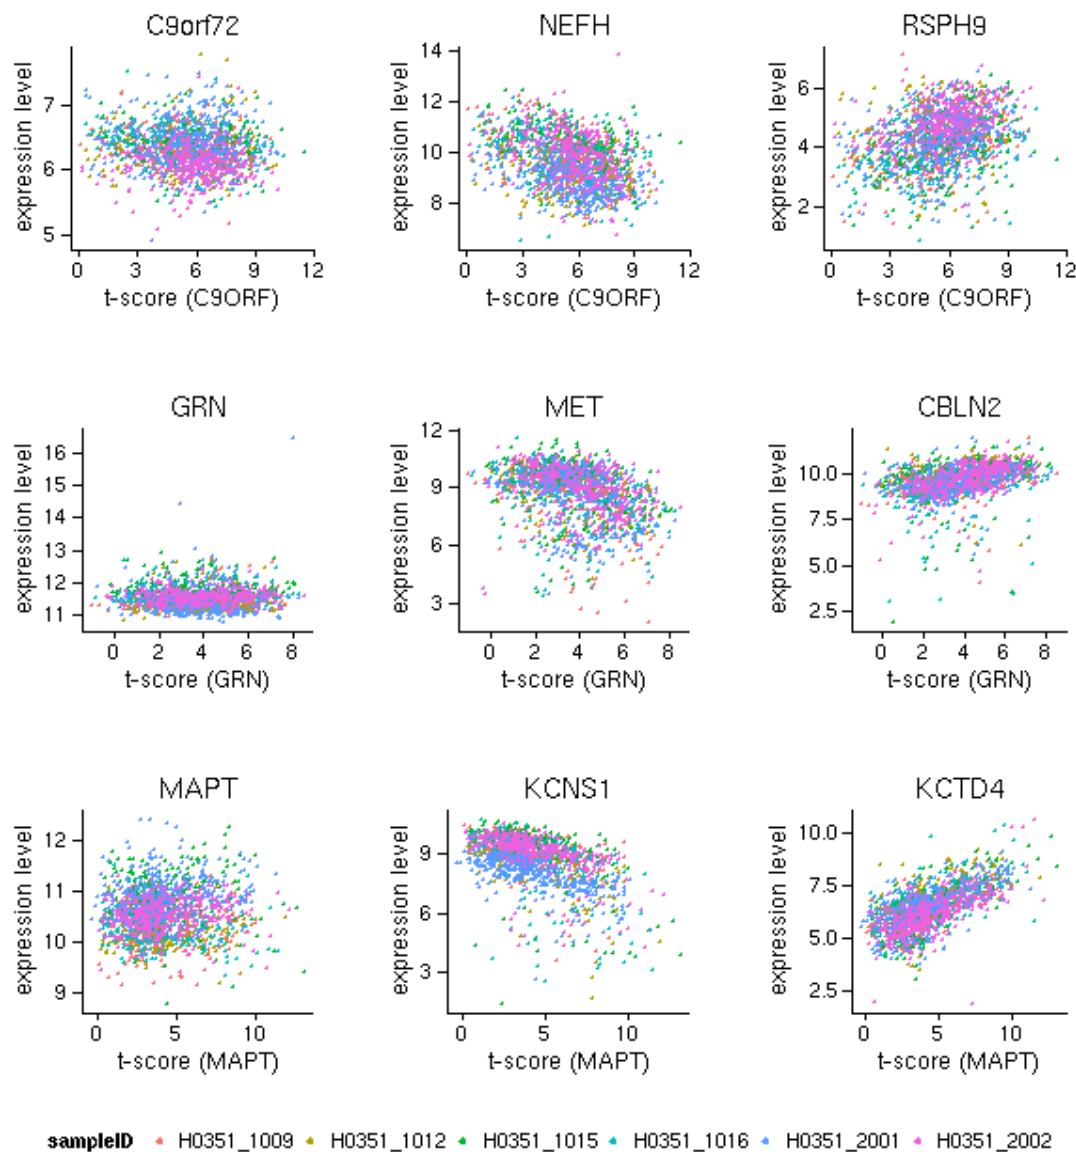 C9orf72 NEFH RSPH9
expression level
7
6
5
0 3 6 9 12
t-score (C9ORF)
expression level
14
12
10
8
0 3 6 9 12
t-score (C9ORF)
expression level
6
4
2
0 3 6 9 12
t-score (C9ORF)
GRN MET CBLN2
expression level
16
15
14
13
12
11
0 2 4 6 8
t-score (GRN)
expression level
12
9
6
3
0 2 4 6 8
t-score (GRN)
expression level
10.0
7.5
5.0
2.5
0 2 4 6 8
t-score (GRN)
MAPT KCNS1 KCTD4
expression level
12
11
10
9
0 5 10
t-score (MAPT)
expression level
9
6
3
0 5 10
t-score (MAPT)
expression level
10.0
7.5
5.0
2.5
0 5 10
t-score (MAPT)
sampleID H0351_1009 H0351_1012 H0351_1015 H0351_1016 H0351_2001 H0351_2002